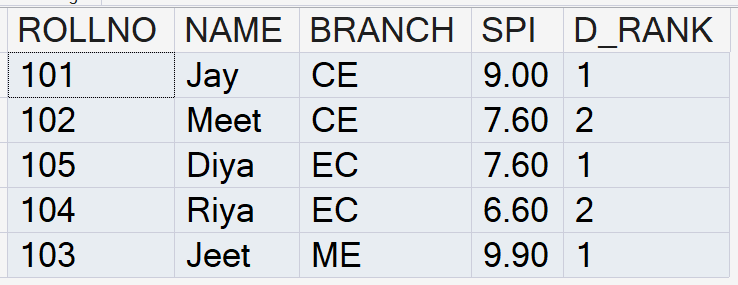 ROLLNO NAME BRANCH SPI D_RANK
101 Jay CE 9.00 1
102 Meet CE 7.60 2
105 Diya EC 7.60 1
104 Riya EC 6.60 2
103 Jeet ME 9.90 1